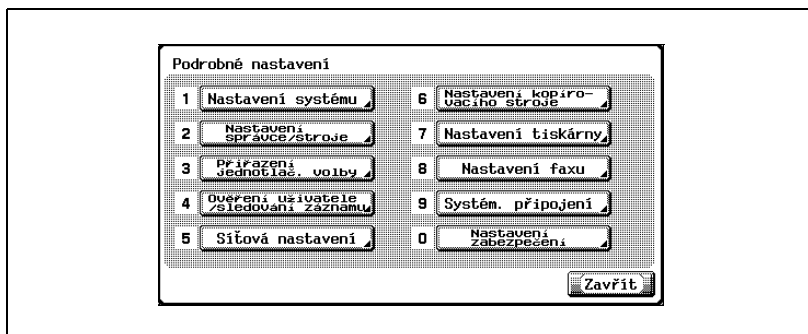 Podrobné nastavení
1 Nastavení systému
2 Nastavení
správce/stroje
3 Přiřazení
jednotlač. volby
4 Ověření uživatele
/sledování záznamu
5 Síťová nastavení
6 Nastavení kopíro-
vacího stroje
7 Nastavení tiskárny
8 Nastavení faxu
9 Systém. připojení
0 Nastavení
zabezpečení
Zavřít